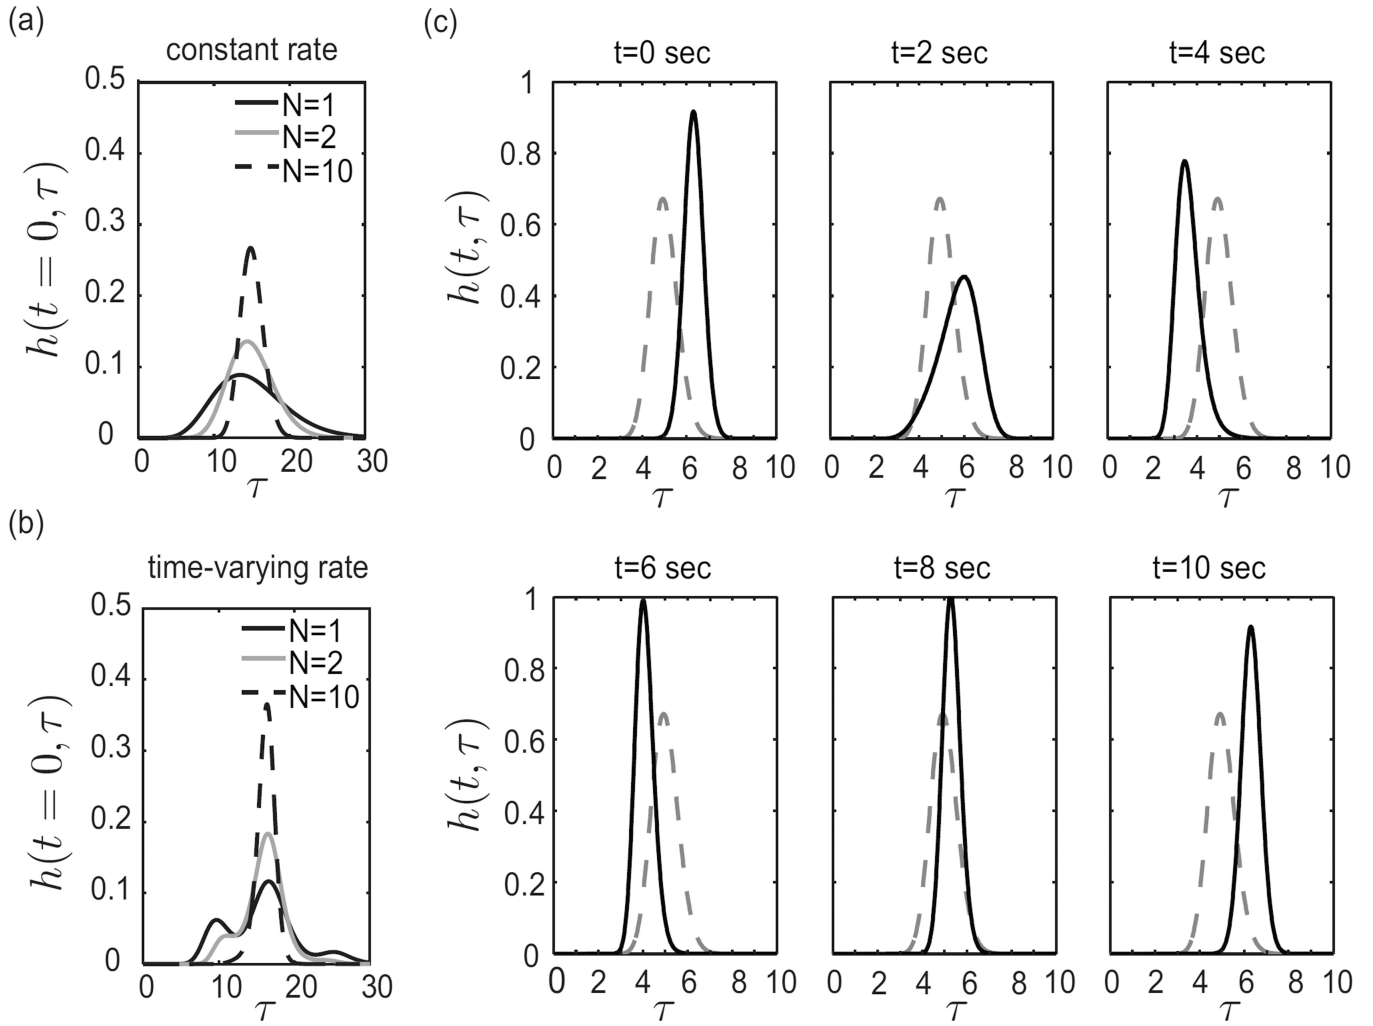 (a)
constant rate
0.5
0.4
0.3
0.2
0.1
0
h(t = 0, τ)
N=1
N=2
N=10
0 10 20 30
τ
(b)
time-varying rate
0.5
0.4
0.3
0.2
0.1
0
h(t = 0, τ)
N=1
N=2
N=10
0 10 20 30
τ
(c)
t=0 sec t=2 sec t=4 sec
1
0.8
0.6
0.4
0.2
0
h(t, τ)
0 2 4 6 8 10 0 2 4 6 8 10 0 2 4 6 8 10
τ τ τ
t=6 sec t=8 sec t=10 sec
1
0.8
0.6
0.4
0.2
0
h(t, τ)
0 2 4 6 8 10 0 2 4 6 8 10 0 2 4 6 8 10
τ τ τ